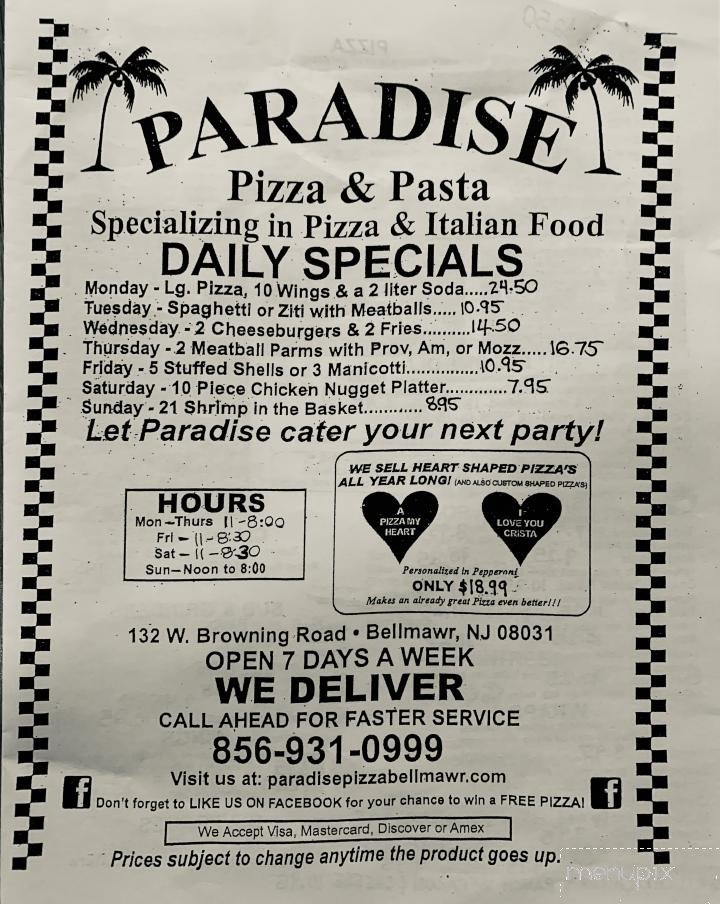 PARADISE
Pizza & Pasta
Specializing in Pizza & Italian Food
DAILY SPECIALS
Monday - Lg. Pizza, 10 Wings & a 2 liter Soda.....24.50
Tuesday - Spaghetti or Ziti with Meatballs..... 10.95
Wednesday - 2 Cheeseburgers & 2 Fries.........14.50
Thursday - 2 Meatball Parms with Prov, Am, or Mozz.....16.75
Friday - 5 Stuffed Shells or 3 Manicotti...............10.95
Saturday - 10 Piece Chicken Nugget Platter............7.95
Sunday - 21 Shrimp in the Basket............ 895
Let Paradise cater your next party!
WE SELL HEART SHAPED PIZZA'S
ALL YEAR LONG! (AND ALSO CUSTOM SHAPED PIZZA'S)
A
PIZZA MY
HEART
I
LOVE YOU
CRISTA
Personalized in Pepperoni
ONLY $18.99
Makes an already great Pizza even better!!!
HOURS
Mon-Thurs 11-8:00
Fri - 11-8:30
Sat - 11-8:30
Sun-Noon to 8:00
132 W. Browning Road • Bellmawr, NJ 08031
OPEN 7 DAYS A WEEK
WE DELIVER
CALL AHEAD FOR FASTER SERVICE
856-931-0999
Visit us at: paradisepizzabellmawr.com
f Don't forget to LIKE US ON FACEBOOK for your chance to win a FREE PIZZA! f
We Accept Visa, Mastercard, Discover or Amex
Prices subject to change anytime the product goes up.
menupix